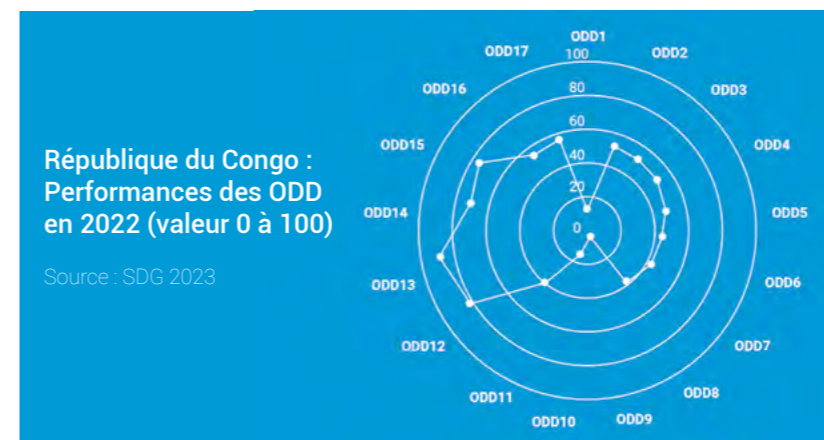 République du Congo :
Performances des ODD
en 2022 (valeur 0 à 100)
Source : SDG 2023
ODD1
ODD2
ODD3
ODD4
ODD5
ODD6
ODD7
ODD8
ODD9
ODD10
ODD11
ODD12
ODD13
ODD14
ODD15
ODD16
ODD17
100
80
60
40
20
0